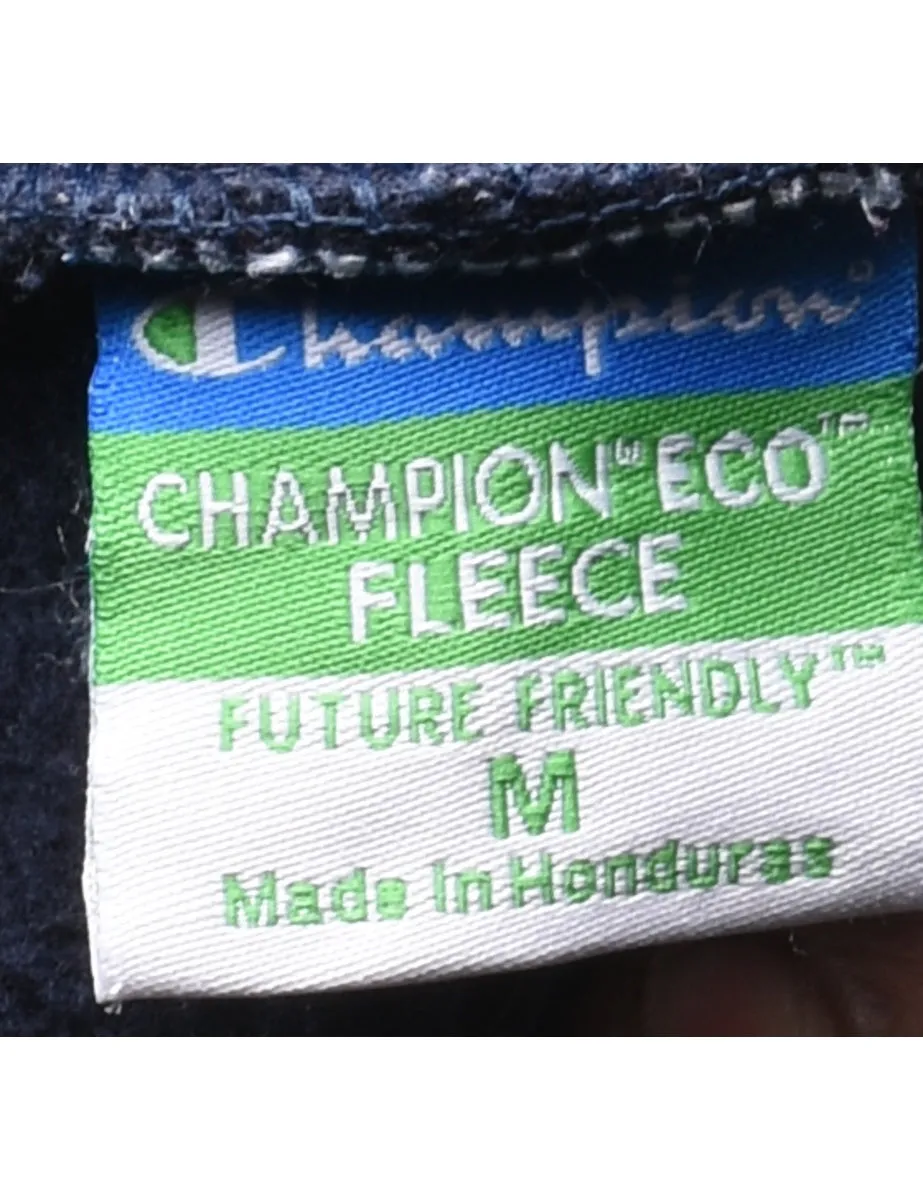 Champion®
CHAMPION® ECO™
FLEECE
FUTURE FRIENDLY™
M
Made In Honduras